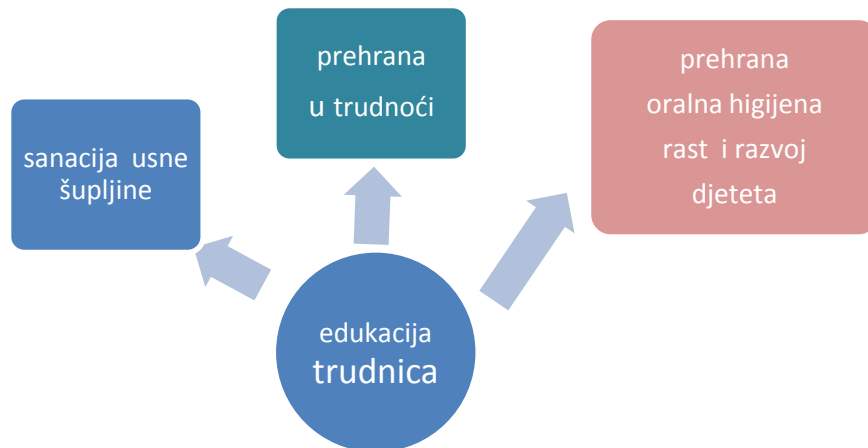 prehrana
u trudnoći
prehrana
oralna higijena
rast i razvoj
djeteta
sanacija usne
šupljine
edukacija
trudnica